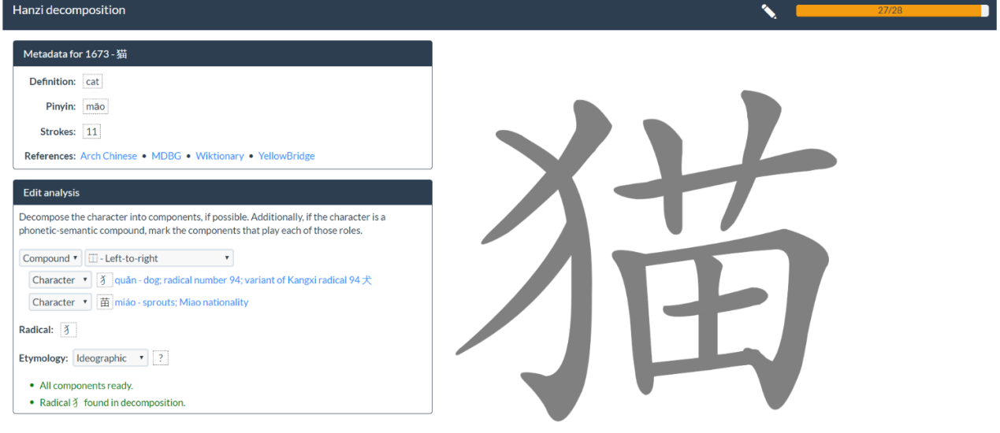 Hanzi decomposition
27/28
Metadata for 1673 - 猫
Definition: cat
Pinyin: māo
Strokes: 11
References: Arch Chinese • MDBG • Wiktionary • YellowBridge
Edit analysis
Decompose the character into components, if possible. Additionally, if the character is a
phonetic-semantic compound, mark the components that play each of those roles.
Compound ⿰ - Left-to-right
Character 犭 quǎn - dog; radical number 94; variant of Kangxi radical 94 犬
Character 苗 miáo - sprouts; Miao nationality
Radical: 犭
Etymology: Ideographic ?
• All components ready.
• Radical 犭 found in decomposition.
猫